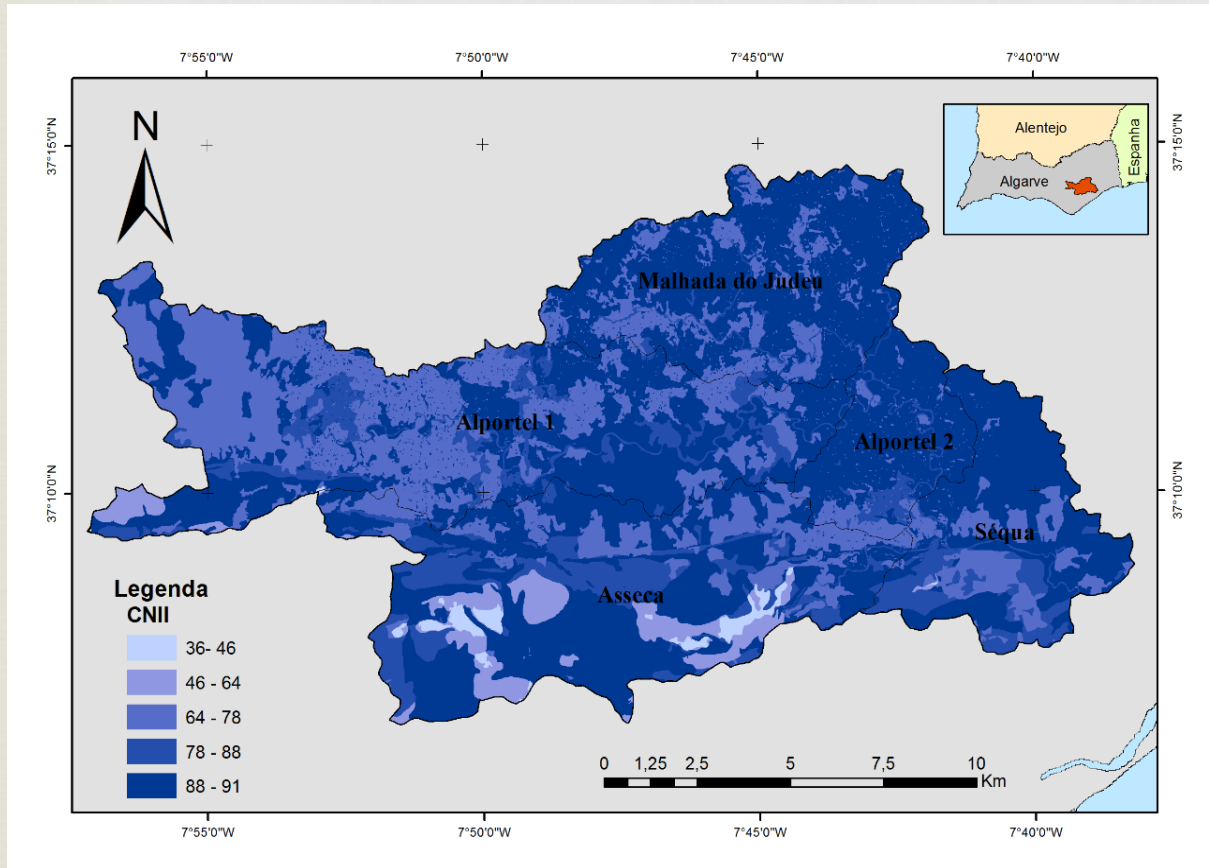 7°55'0"W 7°50'0"W 7°45'0"W 7°40'0"W
N
37°15'0"N
37°15'0"N
Alentejo
Espanha
Algarve
Malhada do Judeu
Alportel 1
Alportel 2
37°10'0"N
37°10'0"N
Séqua
Asseca
Legenda
CNII
36- 46
46 - 64
64 - 78
78 - 88
88 - 91
0 1,25 2,5 5 7,5 10
Km
7°55'0"W 7°50'0"W 7°45'0"W 7°40'0"W